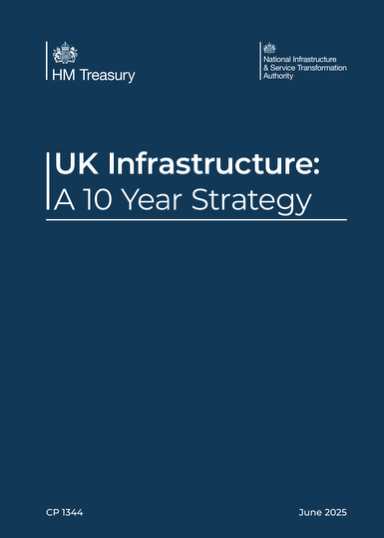 HM Treasury
National Infrastructure
& Service Transformation
Authority
UK Infrastructure:
A 10 Year Strategy
CP 1344
June 2025